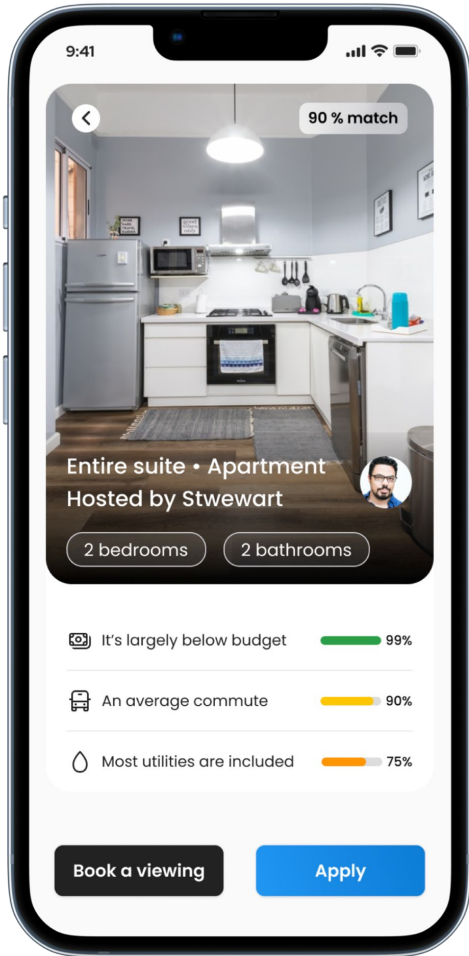 9:41
90 % match
Entire suite • Apartment
Hosted by Stwewart
2 bedrooms
2 bathrooms
It's largely below budget
99%
An average commute
90%
Most utilities are included
75%
Book a viewing
Apply